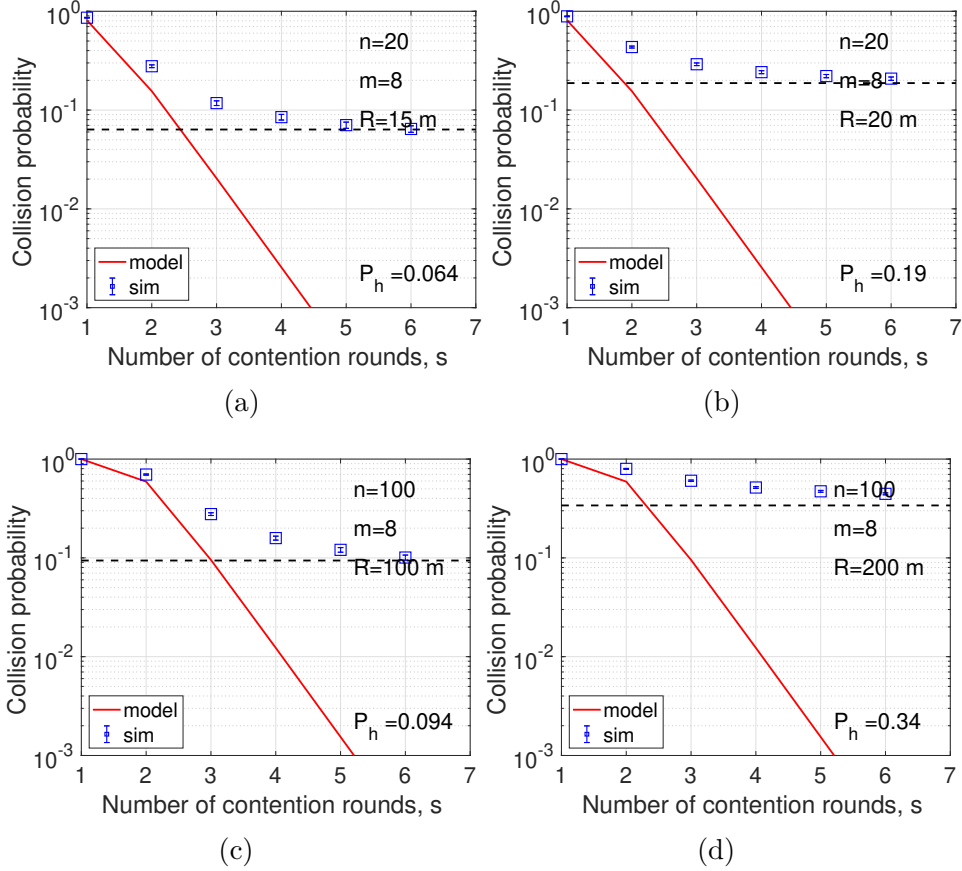 10^0
10^-1
10^-2
10^-3
Collision probability
n=20
m=8
R=15 m
P_h =0.064
model
sim
1 2 3 4 5 6 7
Number of contention rounds, s
(a)
10^0
10^-1
10^-2
10^-3
Collision probability
n=20
m=8
R=20 m
P_h =0.19
model
sim
1 2 3 4 5 6 7
Number of contention rounds, s
(b)
10^0
10^-1
10^-2
10^-3
Collision probability
n=100
m=8
R=100 m
P_h =0.094
model
sim
1 2 3 4 5 6 7
Number of contention rounds, s
(c)
10^0
10^-1
10^-2
10^-3
Collision probability
n=100
m=8
R=200 m
P_h =0.34
model
sim
1 2 3 4 5 6 7
Number of contention rounds, s
(d)